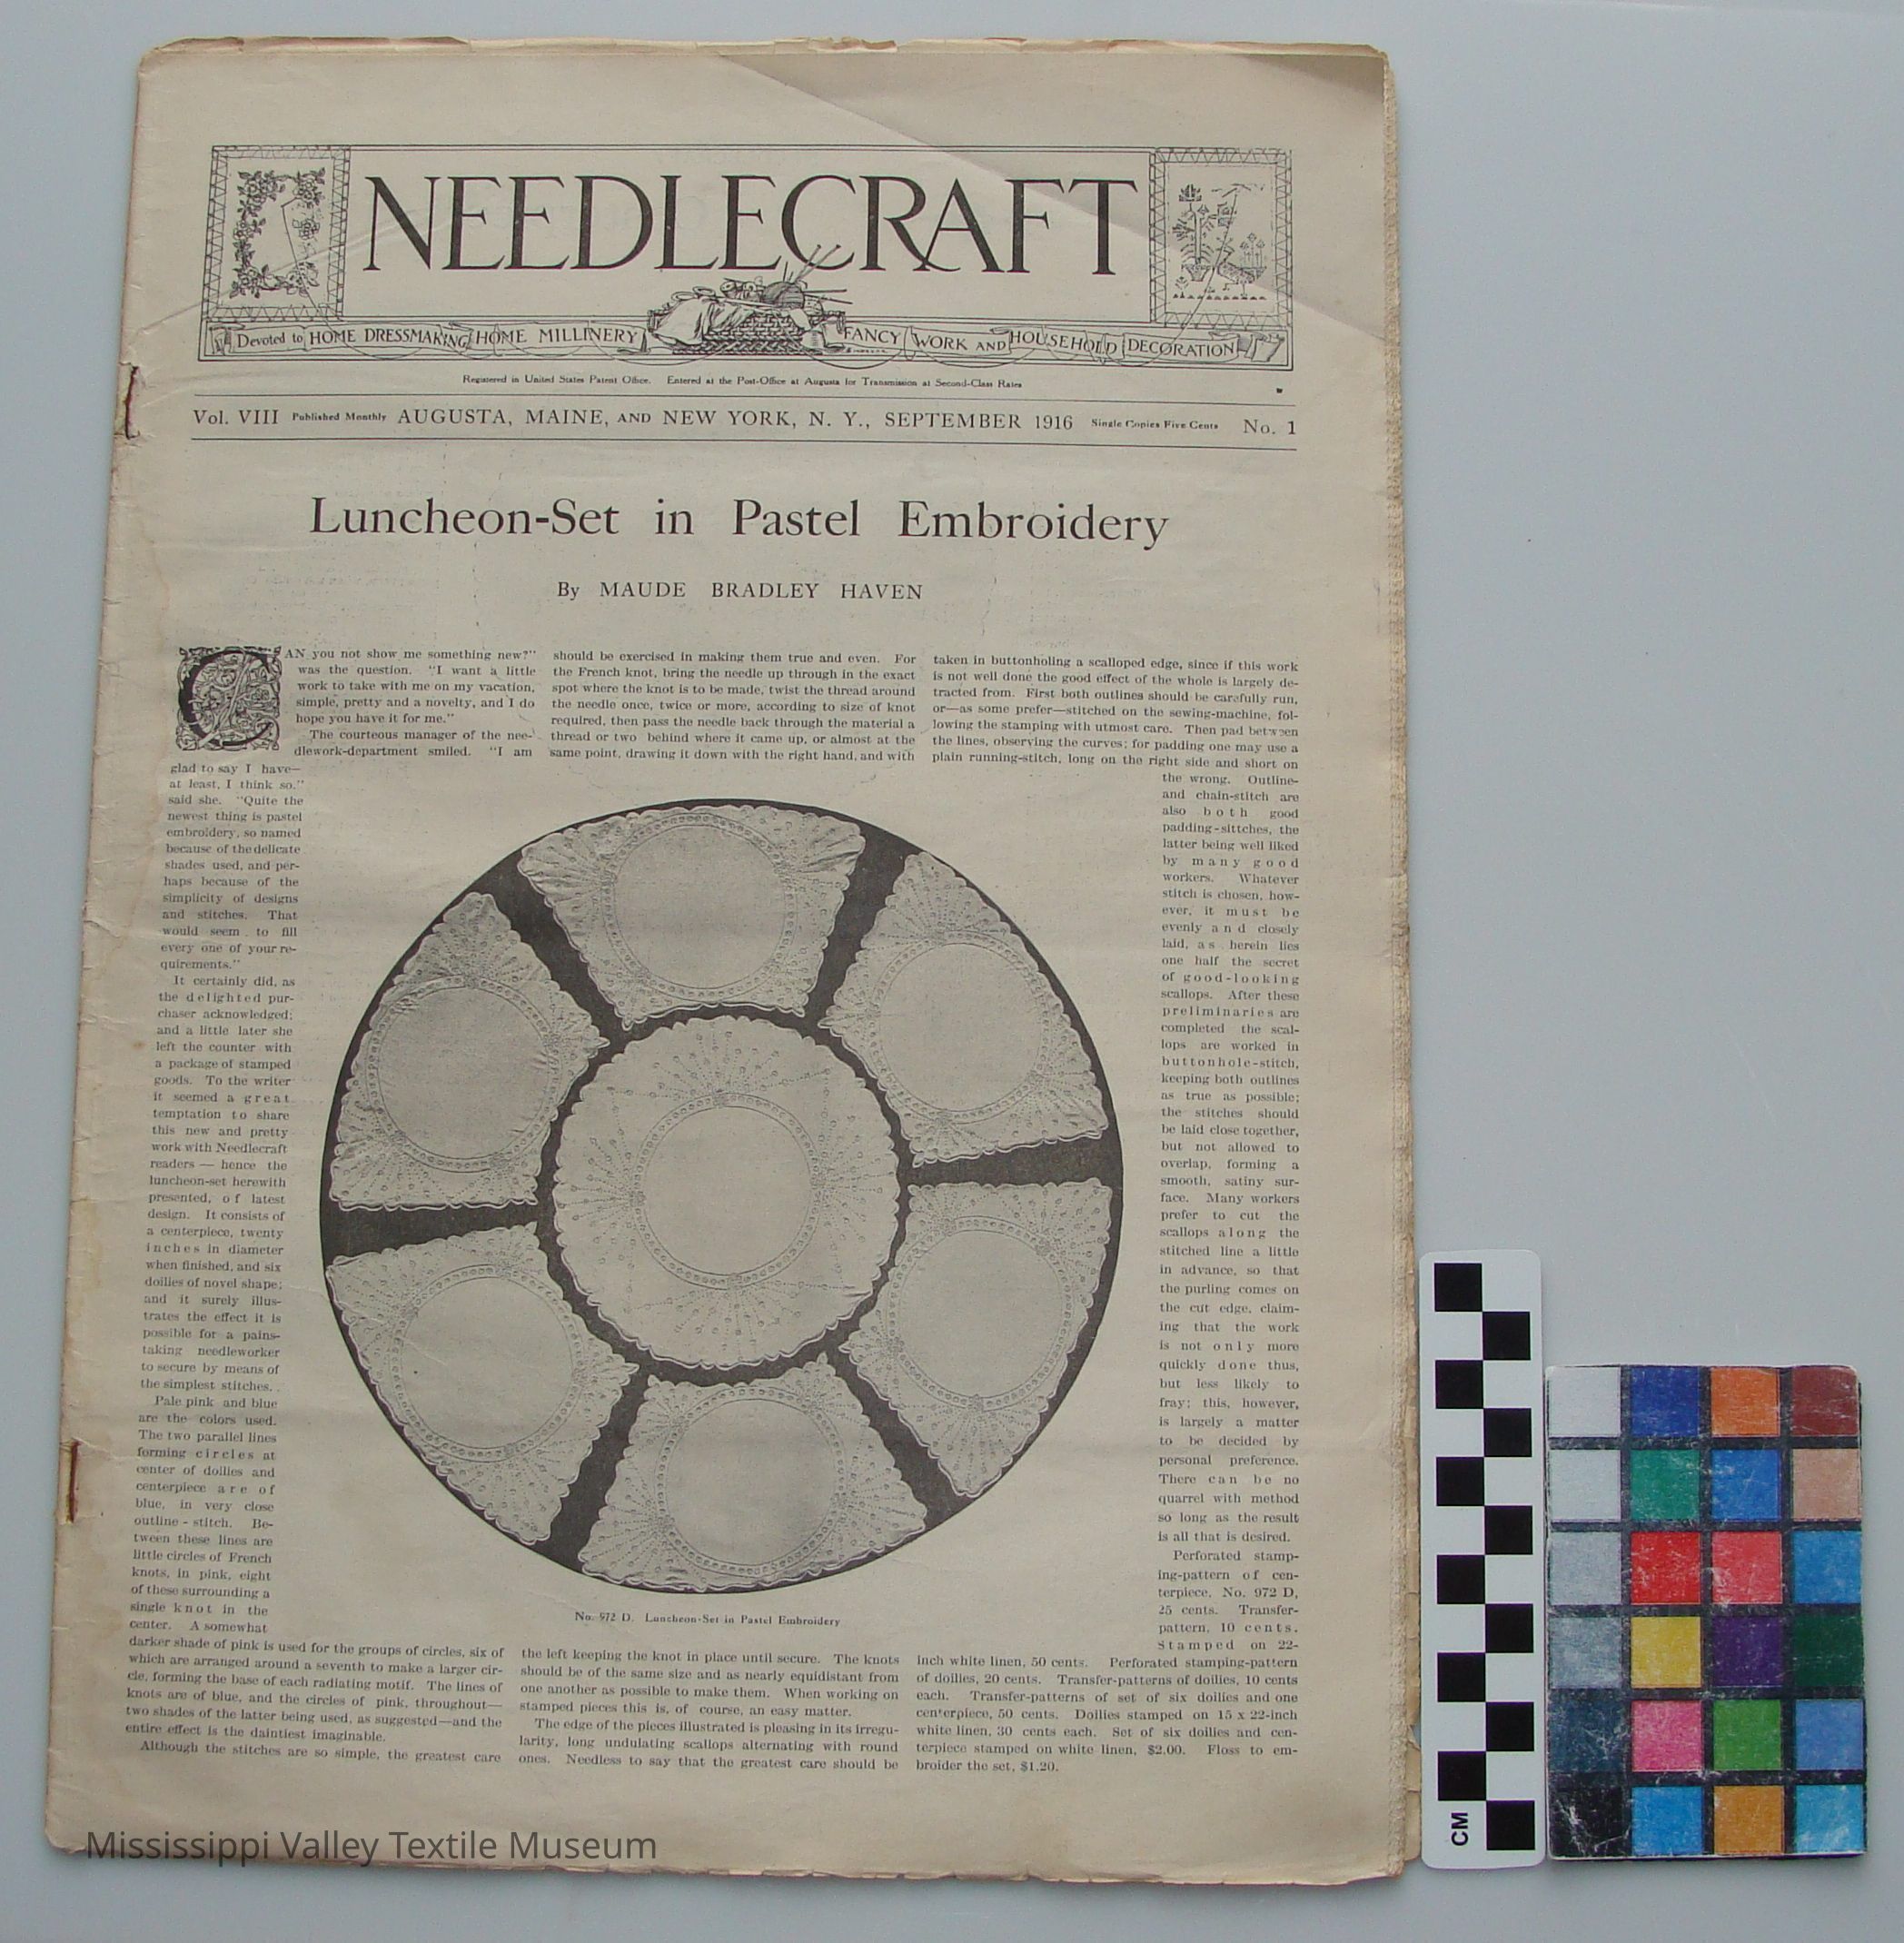 NEEDLECRAFT
Devoted to HOME DRESSMAKING HOME MILLINERY FANCY WORK AND HOUSEHOLD DECORATION
Registered in United States Patent Office. Entered at the Post-Office at Augusta for Transmission at Second-Class Rates
Vol. VIII Published Monthly AUGUSTA, MAINE, AND NEW YORK, N. Y., SEPTEMBER 1916 Single Copies Five Cents No. 1
Luncheon-Set in Pastel Embroidery
By MAUDE BRADLEY HAVEN
CAN you not show me something new?"
was the question. "I want a little
work to take with me on my vacation,
simple, pretty and a novelty, and I do
hope you have it for me."
The courteous manager of the nee-
dlework-department smiled. "I am
glad to say I have—
at least, I think so."
said she. "Quite the
newest thing is pastel
embroidery, so named
because of the delicate
shades used, and per-
haps because of the
simplicity of designs
and stitches. That
would seem to fill
every one of your re-
quirements."
It certainly did, as
the delighted pur-
chaser acknowledged;
and a little later she
left the counter with
a package of stamped
goods. To the writer
it seemed a great
temptation to share
this new and pretty
work with Needlecraft
readers — hence the
luncheon-set herewith
presented, of latest
design. It consists of
a centerpiece, twenty
inches in diameter
when finished, and six
doilies of novel shape;
and it surely illus-
trates the effect it is
possible for a pains-
taking needleworker
to secure by means of
the simplest stitches.
Pale pink and blue
are the colors used.
The two parallel lines
forming circles at
center of doilies and
centerpiece are of
blue, in very close
outline-stitch. Be-
tween these lines are
little circles of French
knots, in pink, eight
of these surrounding a
single knot in the
center. A somewhat
darker shade of pink is used for the groups of circles, six of
which are arranged around a seventh to make a larger cir-
cle, forming the base of each radiating motif. The lines of
knots are of blue, and the circles of pink, throughout—
two shades of the latter being used, as suggested—and the
entire effect is the daintiest imaginable.
Although the stitches are so simple, the greatest care
should be exercised in making them true and even. For
the French knot, bring the needle up through in the exact
spot where the knot is to be made, twist the thread around
the needle once, twice or more, according to size of knot
required, then pass the needle back through the material a
thread or two behind where it came up, or almost at the
same point, drawing it down with the right hand, and with
No. 972 D. Luncheon-Set in Pastel Embroidery
the left keeping the knot in place until secure. The knots
should be of the same size and as nearly equidistant from
one another as possible to make them. When working on
stamped pieces this is, of course, an easy matter.
The edge of the pieces illustrated is pleasing in its irregu-
larity, long undulating scallops alternating with round
ones. Needless to say that the greatest care should be
taken in buttonholing a scalloped edge, since if this work
is not well done the good effect of the whole is largely de-
tracted from. First both outlines should be carefully run,
or—as some prefer—stitched on the sewing-machine, fol-
lowing the stamping with utmost care. Then pad between
the lines, observing the curves; for padding one may use a
plain running-stitch, long on the right side and short on
the wrong. Outline-
and chain-stitch are
also both good
padding-sittches, the
latter being well liked
by many good
workers. Whatever
stitch is chosen, how-
ever, it must be
evenly and closely
laid, as herein lies
one half the secret
of good-looking
scallops. After these
preliminaries are
completed the scal-
lops are worked in
buttonhole-stitch,
keeping both outlines
as true as possible;
the stitches should
be laid close together,
but not allowed to
overlap, forming a
smooth, satiny sur-
face. Many workers
prefer to cut the
scallops along the
stitched line a little
in advance, so that
the purling comes on
the cut edge, claim-
ing that the work
is not only more
quickly done thus,
but less likely to
fray; this, however,
is largely a matter
to be decided by
personal preference.
There can be no
quarrel with method
so long as the result
is all that is desired.
Perforated stamp-
ing-pattern of cen-
terpiece, No. 972 D,
25 cents. Transfer-
pattern, 10 cents.
Stamped on 22-
inch white linen, 50 cents. Perforated stamping-pattern
of doilies, 20 cents. Transfer-patterns of doilies, 10 cents
each. Transfer-patterns of set of six doilies and one
centerpiece, 50 cents. Doilies stamped on 15 x 22-inch
white linen, 30 cents each. Set of six doilies and cen-
terpiece stamped on white linen, $2.00. Floss to em-
broider the set, $1.20.
CM
Mississippi Valley Textile Museum